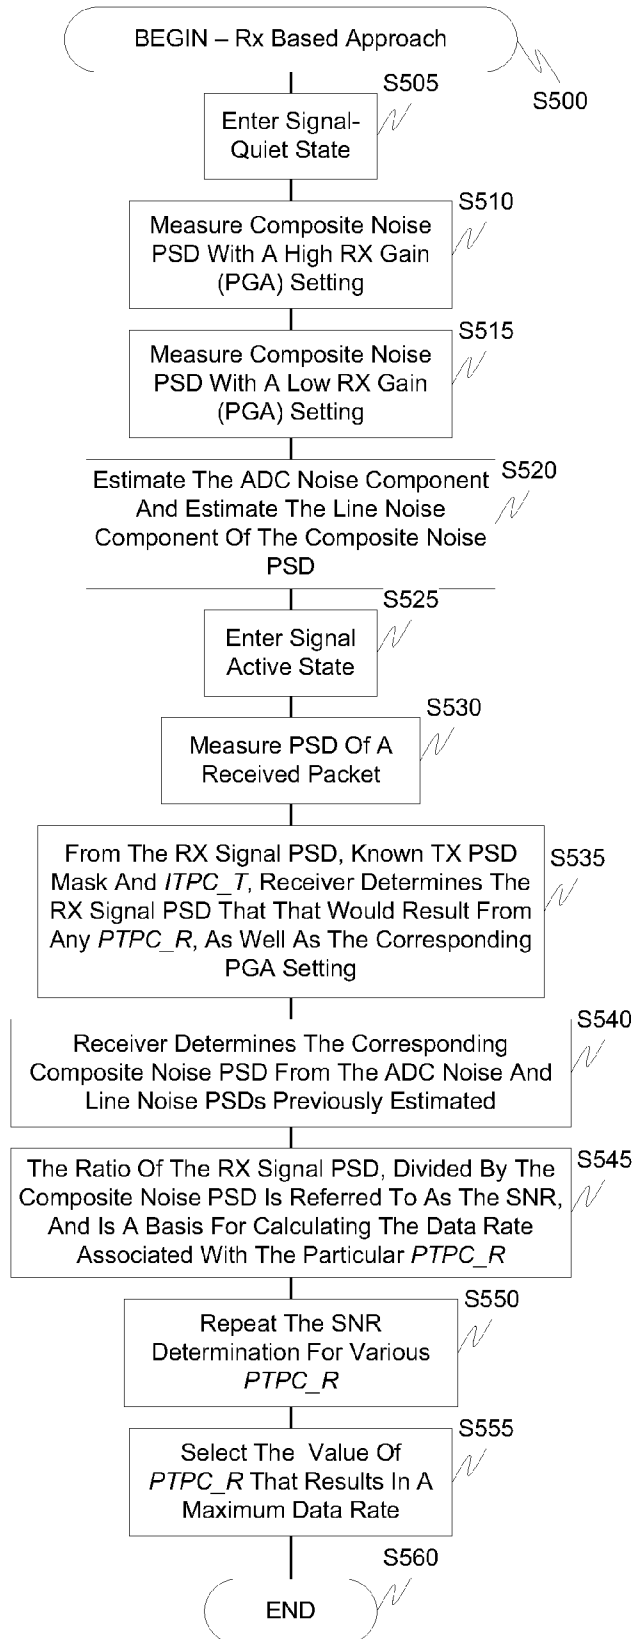 BEGIN – Rx Based Approach
S500
S505
Enter Signal-
Quiet State
S510
Measure Composite Noise
PSD With A High RX Gain
(PGA) Setting
S515
Measure Composite Noise
PSD With A Low RX Gain
(PGA) Setting
S520
Estimate The ADC Noise Component
And Estimate The Line Noise
Component Of The Composite Noise
PSD
S525
Enter Signal
Active State
S530
Measure PSD Of A
Received Packet
S535
From The RX Signal PSD, Known TX PSD
Mask And ITPC_T, Receiver Determines The
RX Signal PSD That That Would Result From
Any PTPC_R, As Well As The Corresponding
PGA Setting
S540
Receiver Determines The Corresponding
Composite Noise PSD From The ADC Noise And
Line Noise PSDs Previously Estimated
S545
The Ratio Of The RX Signal PSD, Divided By The
Composite Noise PSD Is Referred To As The SNR,
And Is A Basis For Calculating The Data Rate
Associated With The Particular PTPC_R
S550
Repeat The SNR
Determination For Various
PTPC_R
S555
Select The Value Of
PTPC_R That Results In A
Maximum Data Rate
S560
END